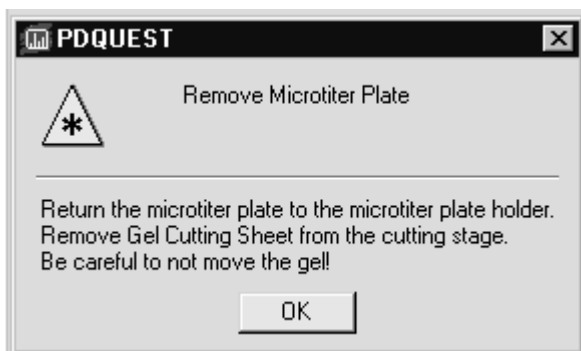 PDQUEST
Remove Microtiter Plate
Return the microtiter plate to the microtiter plate holder.
Remove Gel Cutting Sheet from the cutting stage.
Be careful to not move the gel!
OK